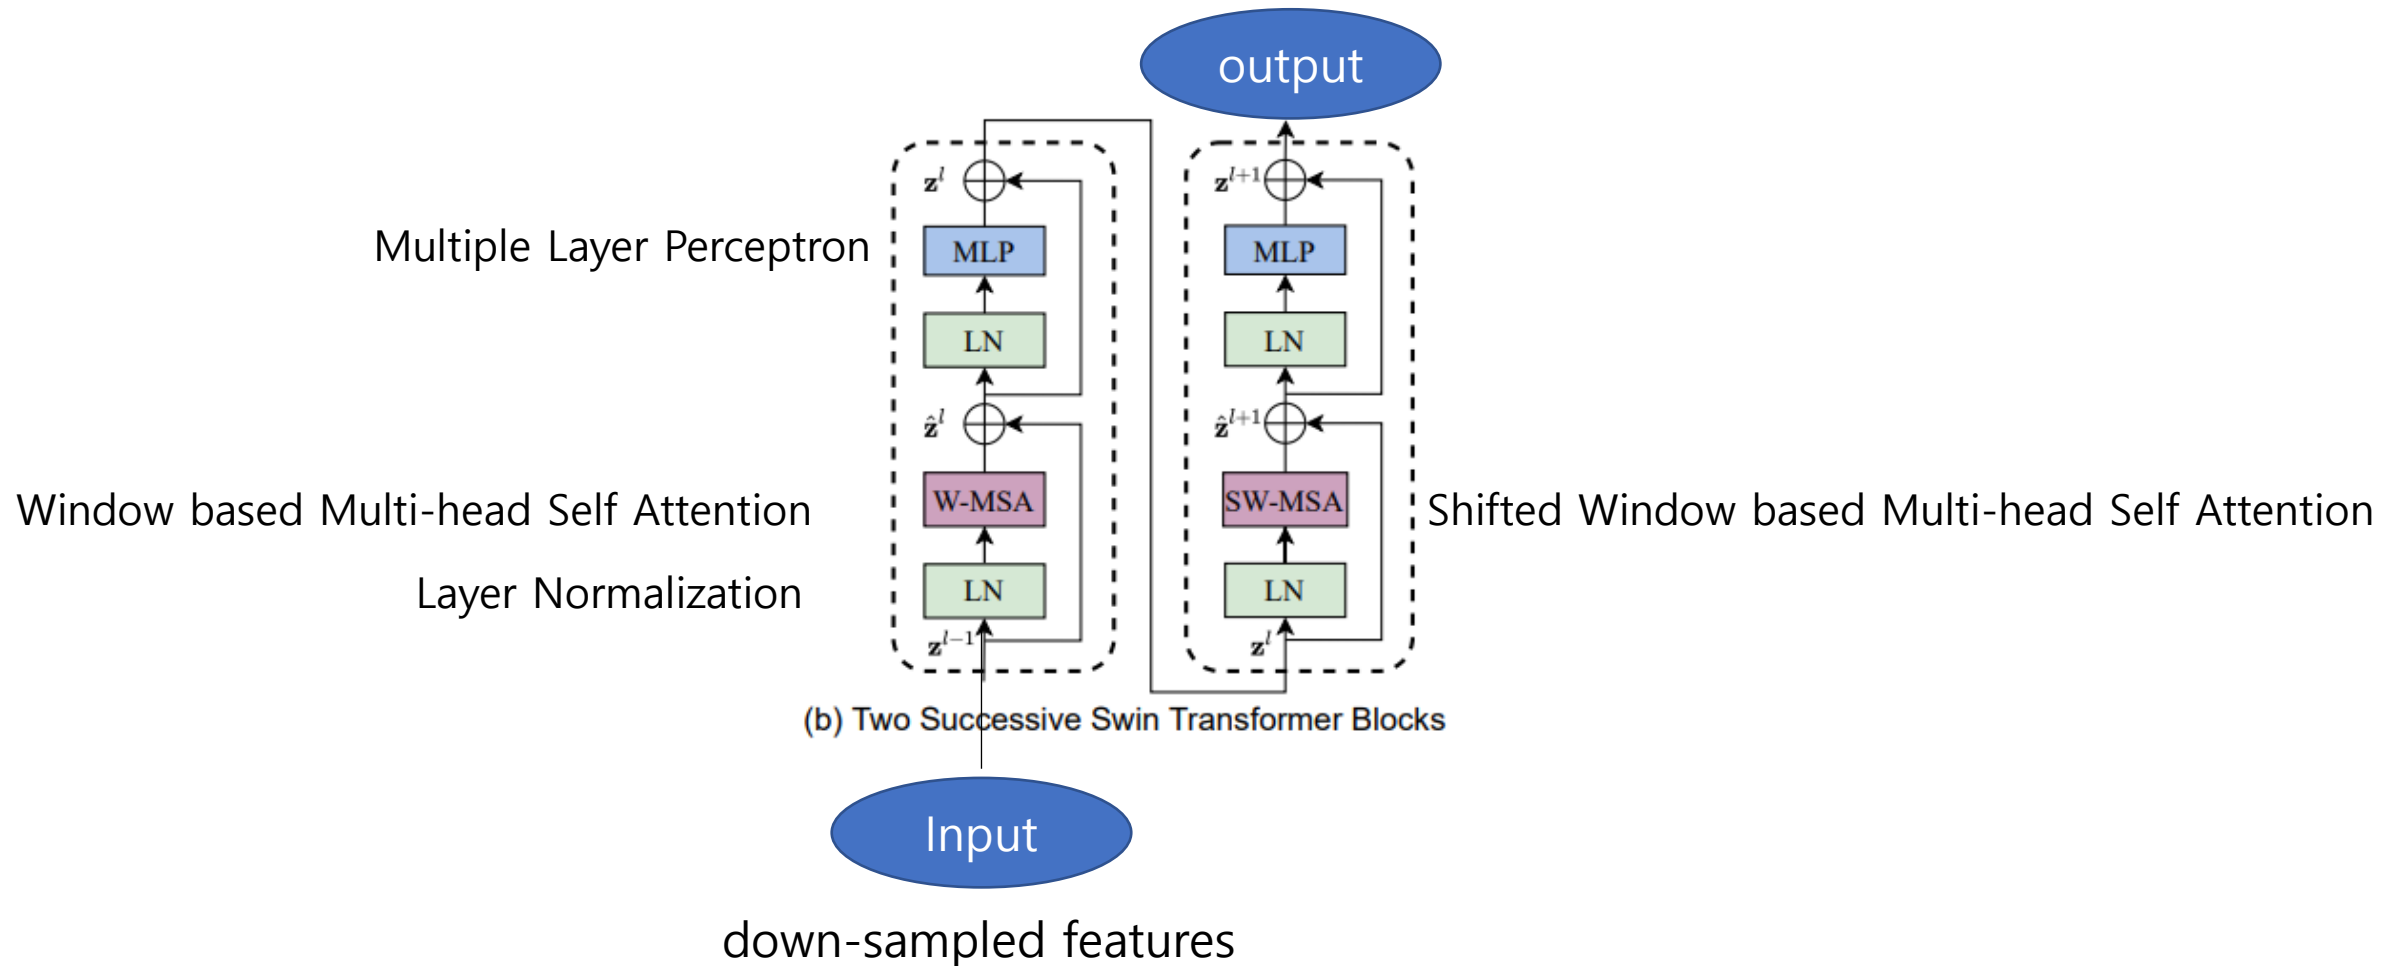 output
z^l
z^{l+1}
Multiple Layer Perceptron
MLP
MLP
LN
LN
ẑ^l
ẑ^{l+1}
Window based Multi-head Self Attention
W-MSA
SW-MSA
Shifted Window based Multi-head Self Attention
Layer Normalization
LN
LN
z^{l-1}
z^l
(b) Two Successive Swin Transformer Blocks
Input
down-sampled features